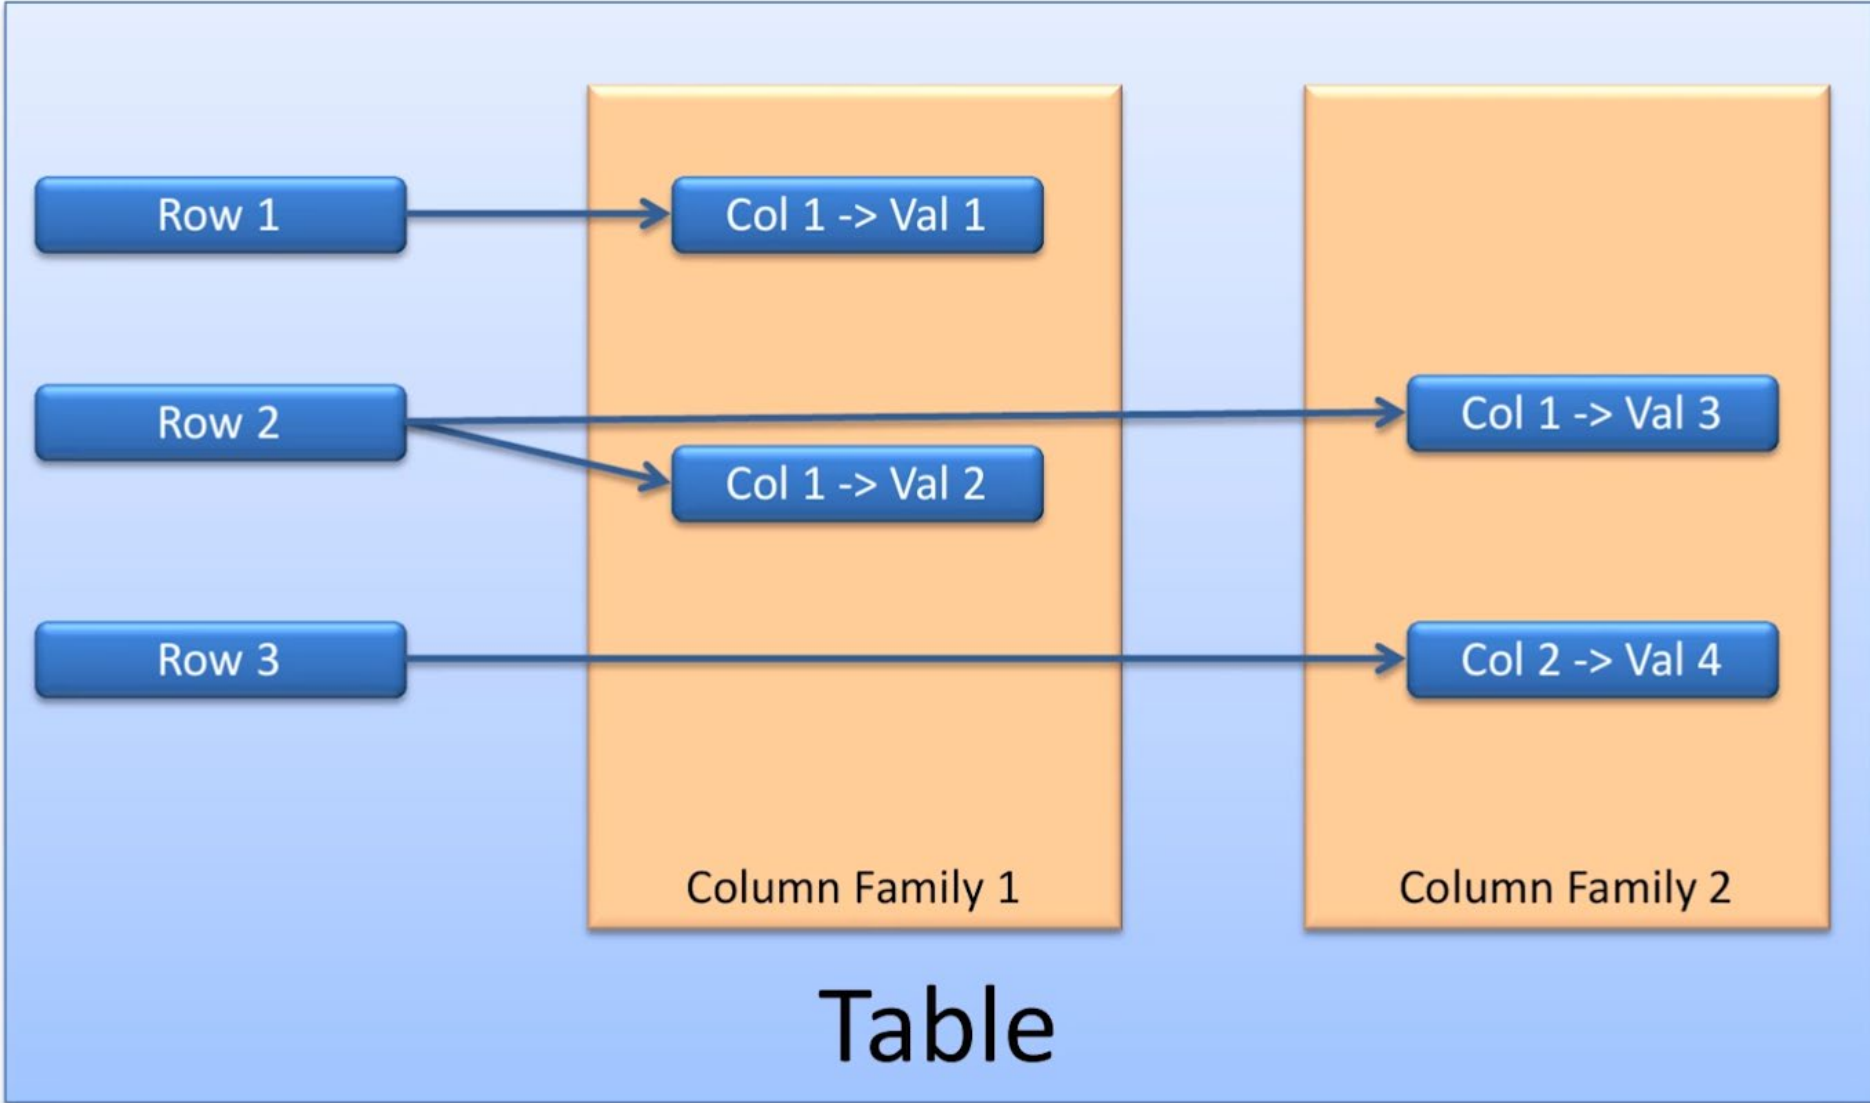 Row 1
Col 1 -> Val 1
Row 2
Col 1 -> Val 3
Col 1 -> Val 2
Row 3
Col 2 -> Val 4
Column Family 1
Column Family 2
Table